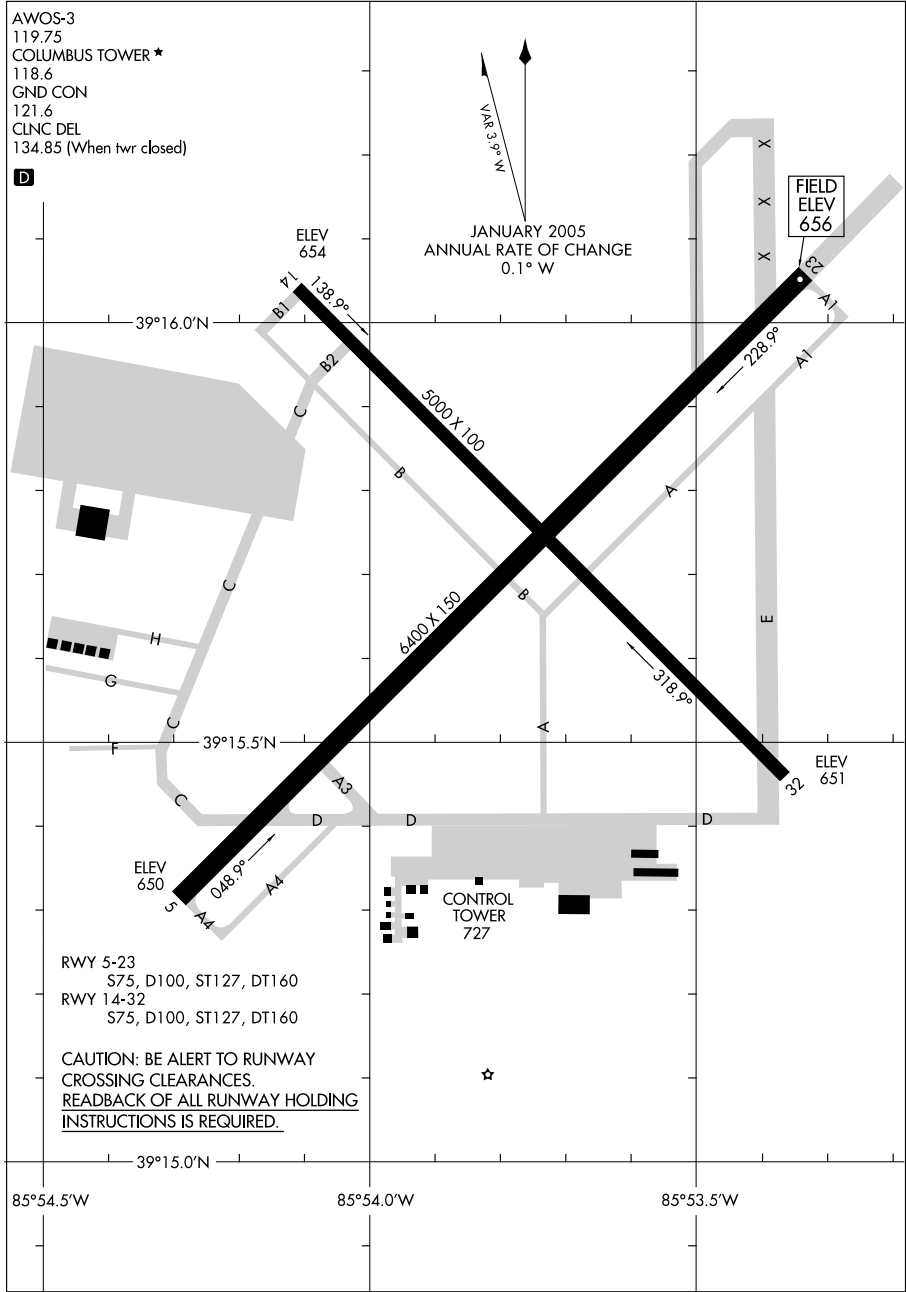 AWOS-3
119.75
COLUMBUS TOWER ★
118.6
GND CON
121.6
CLNC DEL
134.85 (When twr closed)
D
VAR 3.9° W
JANUARY 2005
ANNUAL RATE OF CHANGE
0.1° W
FIELD
ELEV
656
ELEV
654
X
X
X
14
138.9°
23
A1
B1
39°16.0'N
B2
228.9°
A1
C
5000 X 100
B
A
C
B
6400 X 150
E
H
G
318.9°
C
A
F
39°15.5'N
A3
ELEV
651
32
C
D
D
D
ELEV
650
048.9°
A4
5
A4
CONTROL
TOWER
727
RWY 5-23
S75, D100, ST127, DT160
RWY 14-32
S75, D100, ST127, DT160
CAUTION: BE ALERT TO RUNWAY
CROSSING CLEARANCES.
READBACK OF ALL RUNWAY HOLDING
INSTRUCTIONS IS REQUIRED.
39°15.0'N
85°54.5'W
85°54.0'W
85°53.5'W